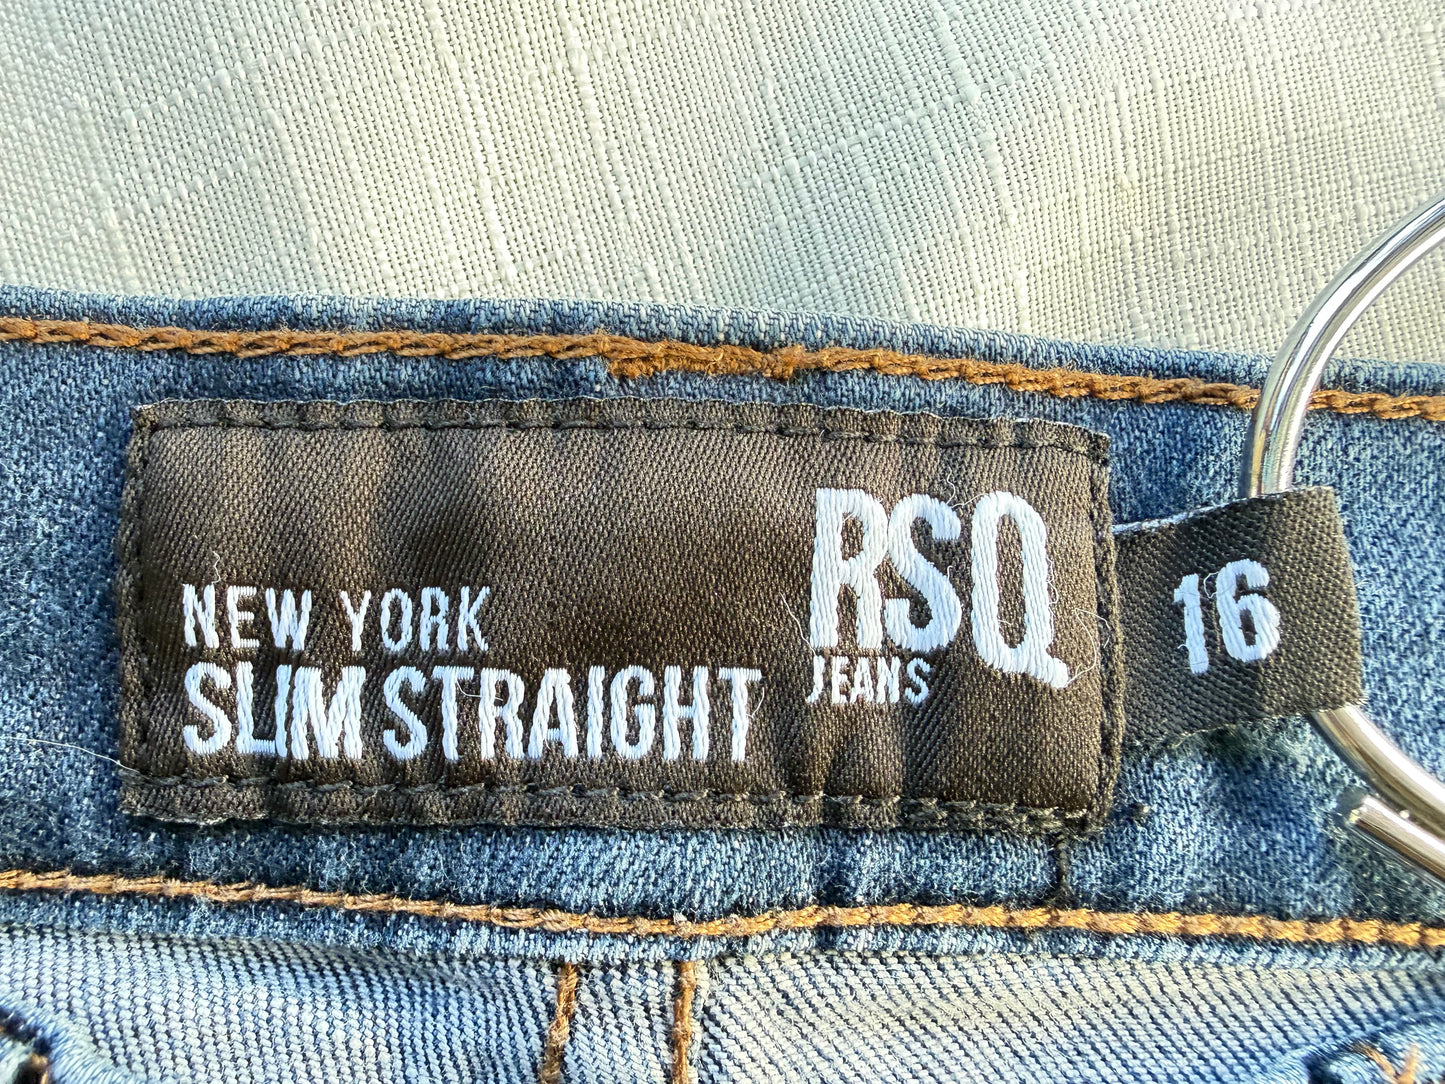 NEW YORK
SLIM STRAIGHT
RSQ
JEANS
16